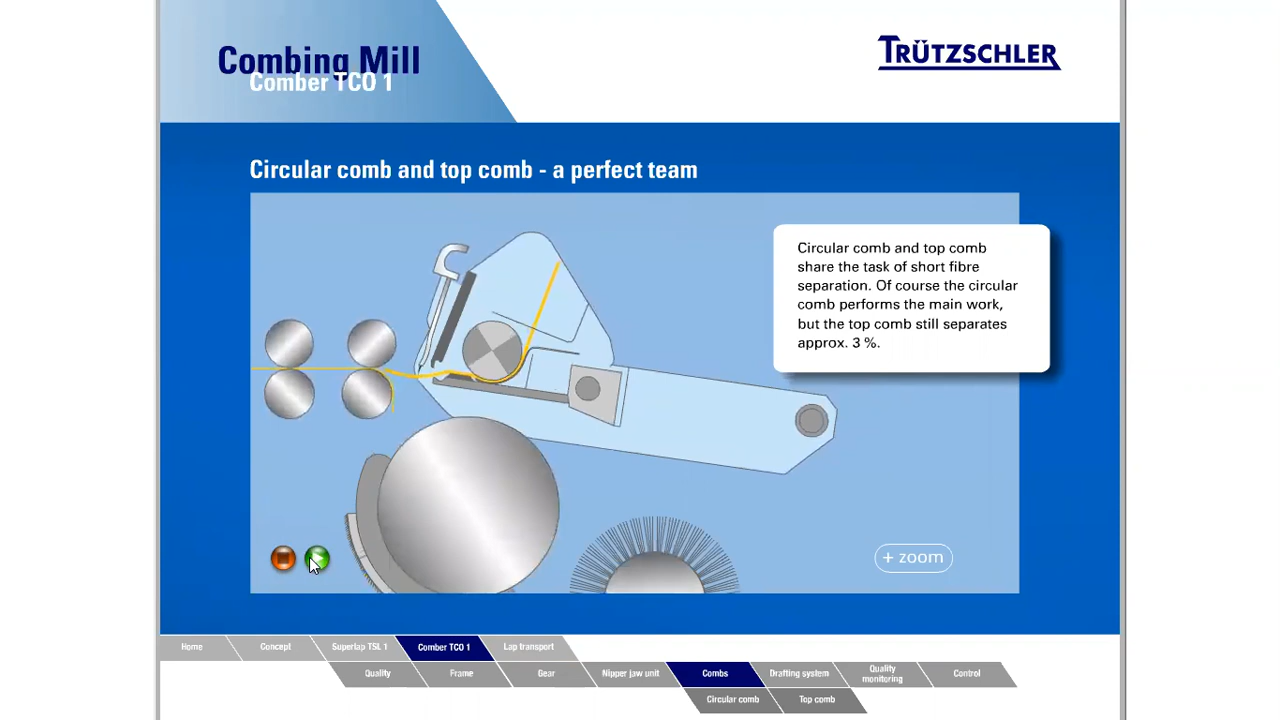 Combing Mill
Comber TCO 1
TRÜTZSCHLER
Circular comb and top comb - a perfect team
Circular comb and top comb
share the task of short fibre
separation. Of course the circular
comb performs the main work,
but the top comb still separates
approx. 3 %.
+ zoom
Home
Concept
Superlap TSL 1
Comber TCO 1
Lap transport
Quality
Frame
Gear
Nipper jaw unit
Combs
Drafting system
Quality
monitoring
Control
Circular comb
Top comb